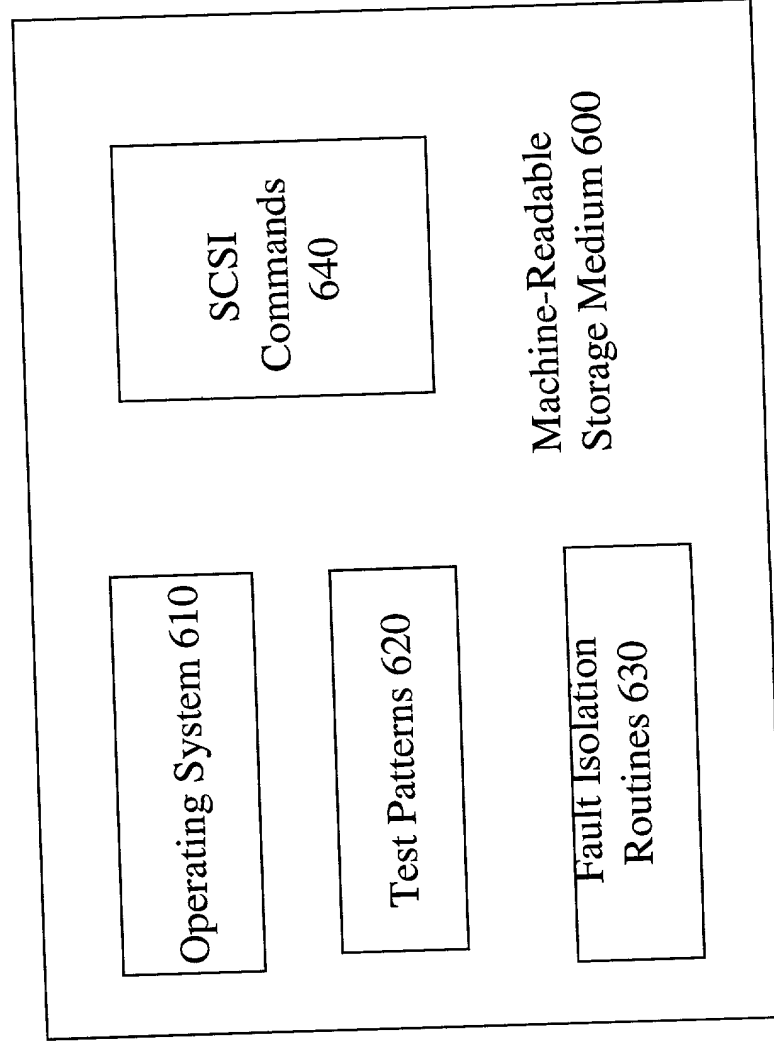 Operating System 610
Test Patterns 620
Fault Isolation
Routines 630
SCSI
Commands
640
Machine-Readable
Storage Medium 600